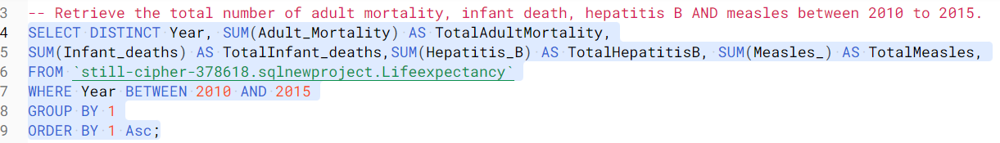 3 -- Retrieve the total number of adult mortality, infant death, hepatitis B AND measles between 2010 to 2015.
4 SELECT DISTINCT Year, SUM(Adult_Mortality) AS TotalAdultMortality,
5 SUM(Infant_deaths) AS TotalInfant_deaths,SUM(Hepatitis_B) AS TotalHepatitisB, SUM(Measles_) AS TotalMeasles,
6 FROM `still-cipher-378618.sqlnewproject.Lifeexpectancy`
7 WHERE Year BETWEEN 2010 AND 2015
8 GROUP BY 1
9 ORDER BY 1 Asc;